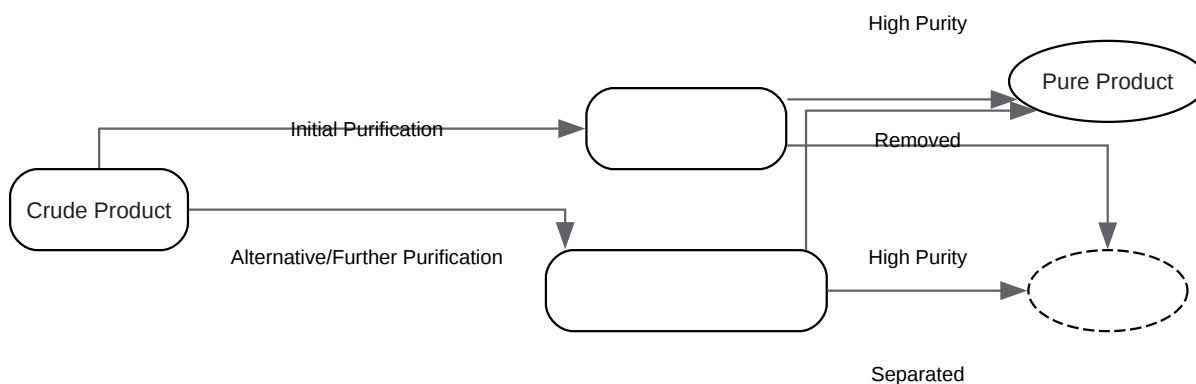 High Purity
Pure Product
Initial Purification
Removed
Crude Product
Alternative/Further Purification
High Purity
Separated